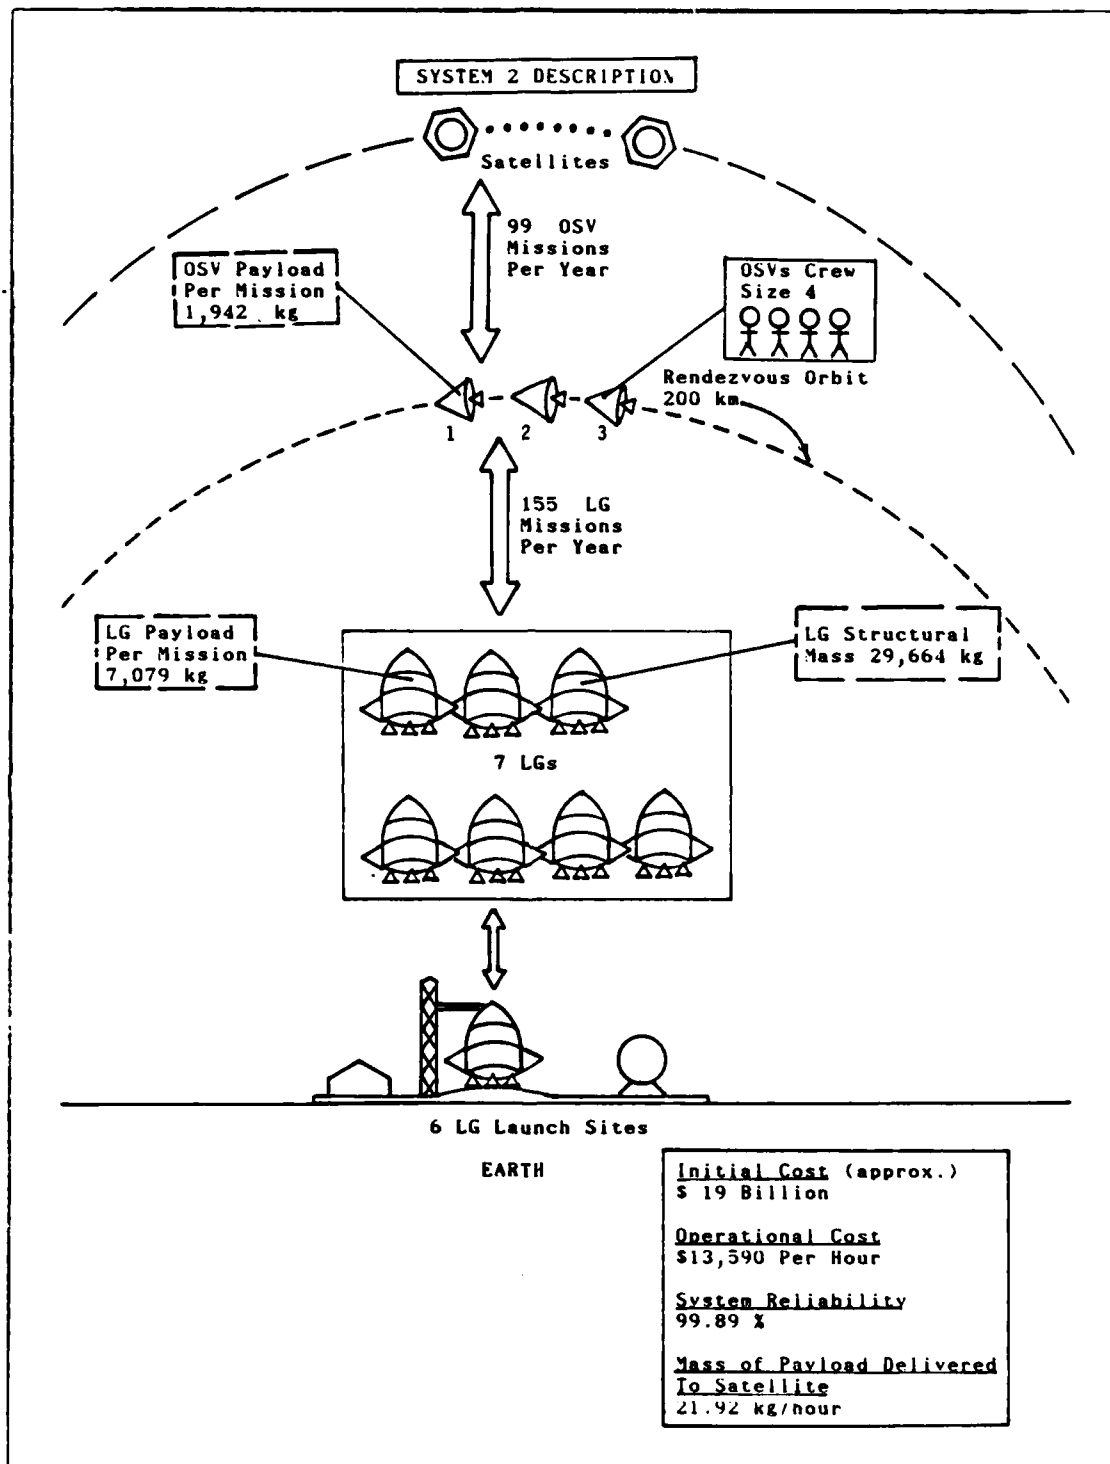 SYSTEM 2 DESCRIPTION
Satellites
99 OSV
Missions
Per Year
OSV Payload
Per Mission
1,942 kg
OSVs Crew
Size 4
Rendezvous Orbit
200 km
1
2
3
155 LG
Missions
Per Year
LG Payload
Per Mission
7,079 kg
LG Structural
Mass 29,664 kg
7 LGs
6 LG Launch Sites
EARTH
Initial Cost (approx.)
$ 19 Billion
Operational Cost
$13,590 Per Hour
System Reliability
99.89 %
Mass of Payload Delivered
To Satellite
21.92 kg/hour